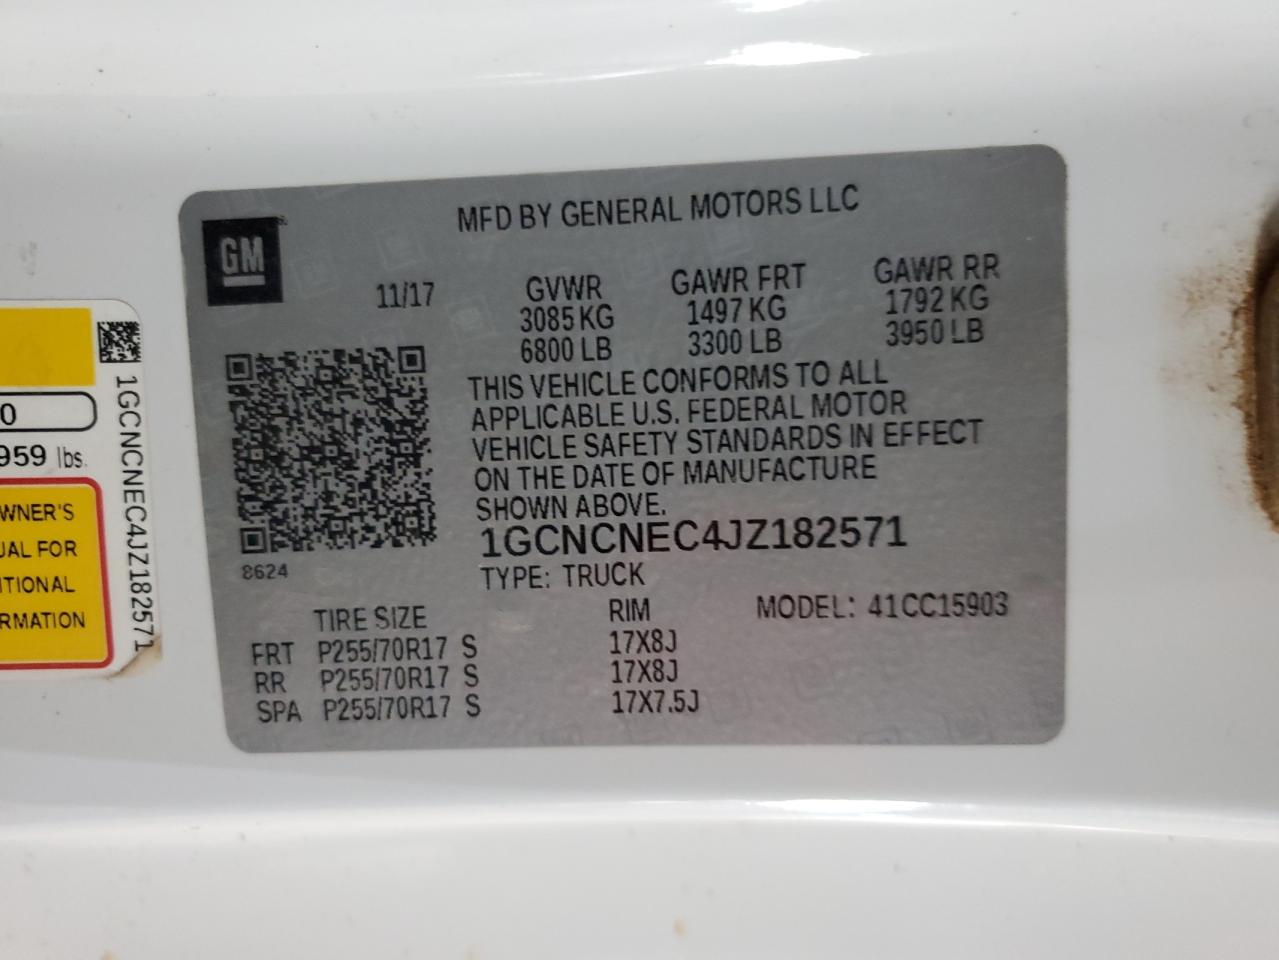 GM
MFD BY GENERAL MOTORS LLC
11/17
GVWR GAWR FRT GAWR RR
3085 KG 1497 KG 1792 KG
6800 LB 3300 LB 3950 LB
THIS VEHICLE CONFORMS TO ALL
APPLICABLE U.S. FEDERAL MOTOR
VEHICLE SAFETY STANDARDS IN EFFECT
ON THE DATE OF MANUFACTURE
SHOWN ABOVE.
1GCNCNEC4JZ182571
8624
TYPE: TRUCK
TIRE SIZE RIM MODEL: 41CC15903
FRT P255/70R17 S 17X8J
RR P255/70R17 S 17X8J
SPA P255/70R17 S 17X7.5J
0
959 lbs.
WNER'S
UAL FOR
ITIONAL
RMATION
1GCNCNEC4JZ182571